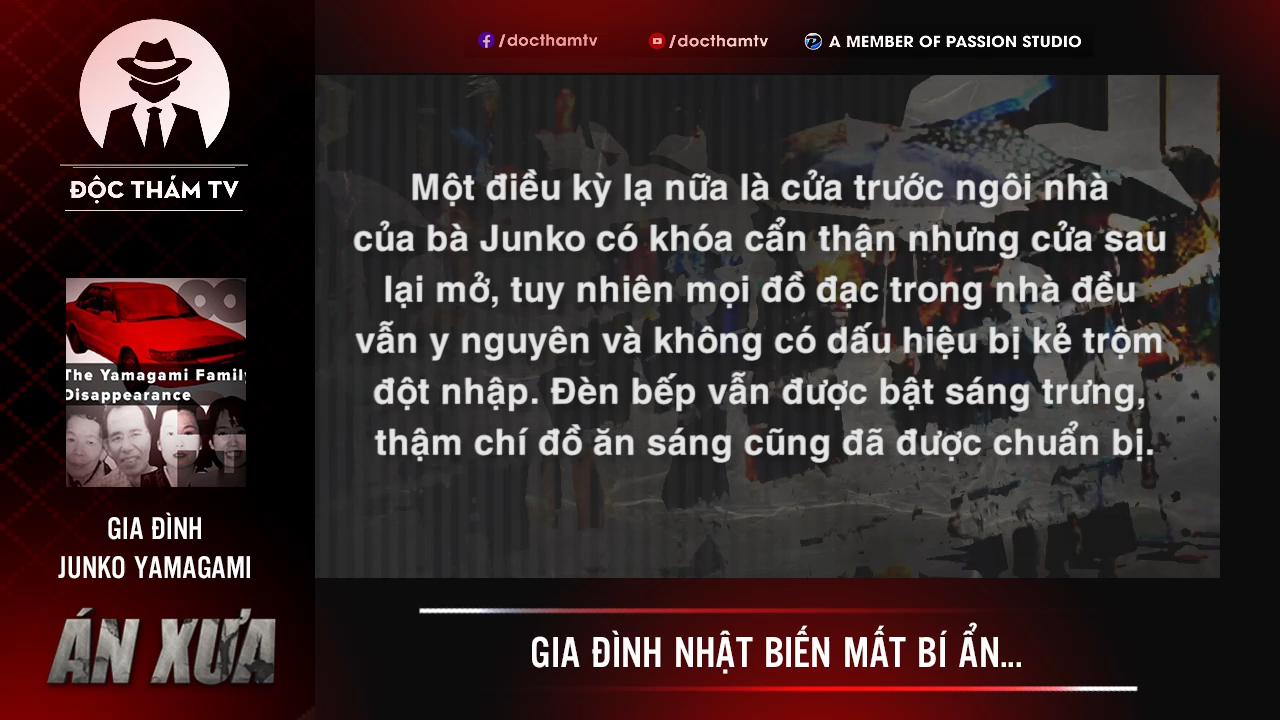 /docthamtv
/docthamtv
A MEMBER OF PASSION STUDIO
ĐỘC THÁM TV
Một điều kỳ lạ nữa là cửa trước ngôi nhà
của bà Junko có khóa cẩn thận nhưng cửa sau
lại mở, tuy nhiên mọi đồ đạc trong nhà đều
vẫn y nguyên và không có dấu hiệu bị kẻ trộm
đột nhập. Đèn bếp vẫn được bật sáng trưng,
thậm chí đồ ăn sáng cũng đã được chuẩn bị.
The Yamagami Family
Disappearance
GIA ĐÌNH
JUNKO YAMAGAMI
ÁN XƯA
GIA ĐÌNH NHẬT BIẾN MẤT BÍ ẨN...